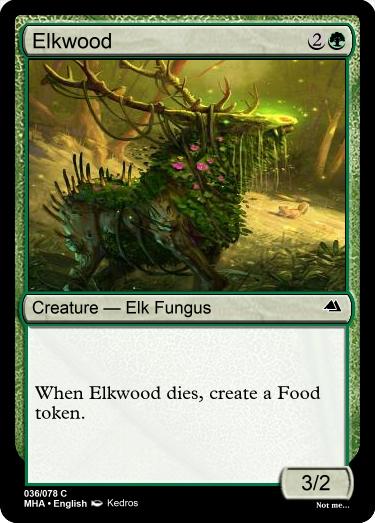 Elkwood 2
Creature — Elk Fungus
When Elkwood dies, create a Food
token.
3/2
036/078 C
MHA • English Kedros
Not me...